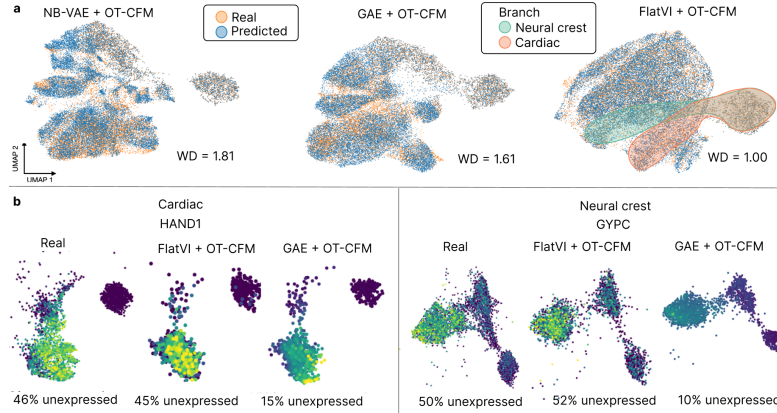 a
NB-VAE + OT-CFM
Real
Predicted
GAE + OT-CFM
Branch
Neural crest
Cardiac
FlatVI + OT-CFM
WD = 1.81
WD = 1.61
WD = 1.00
UMAP 2
UMAP 1
b
Cardiac
HAND1
Real
FlatVI + OT-CFM
GAE + OT-CFM
46% unexpressed
45% unexpressed
15% unexpressed
Neural crest
GYPC
Real
FlatVI + OT-CFM
GAE + OT-CFM
50% unexpressed
52% unexpressed
10% unexpressed